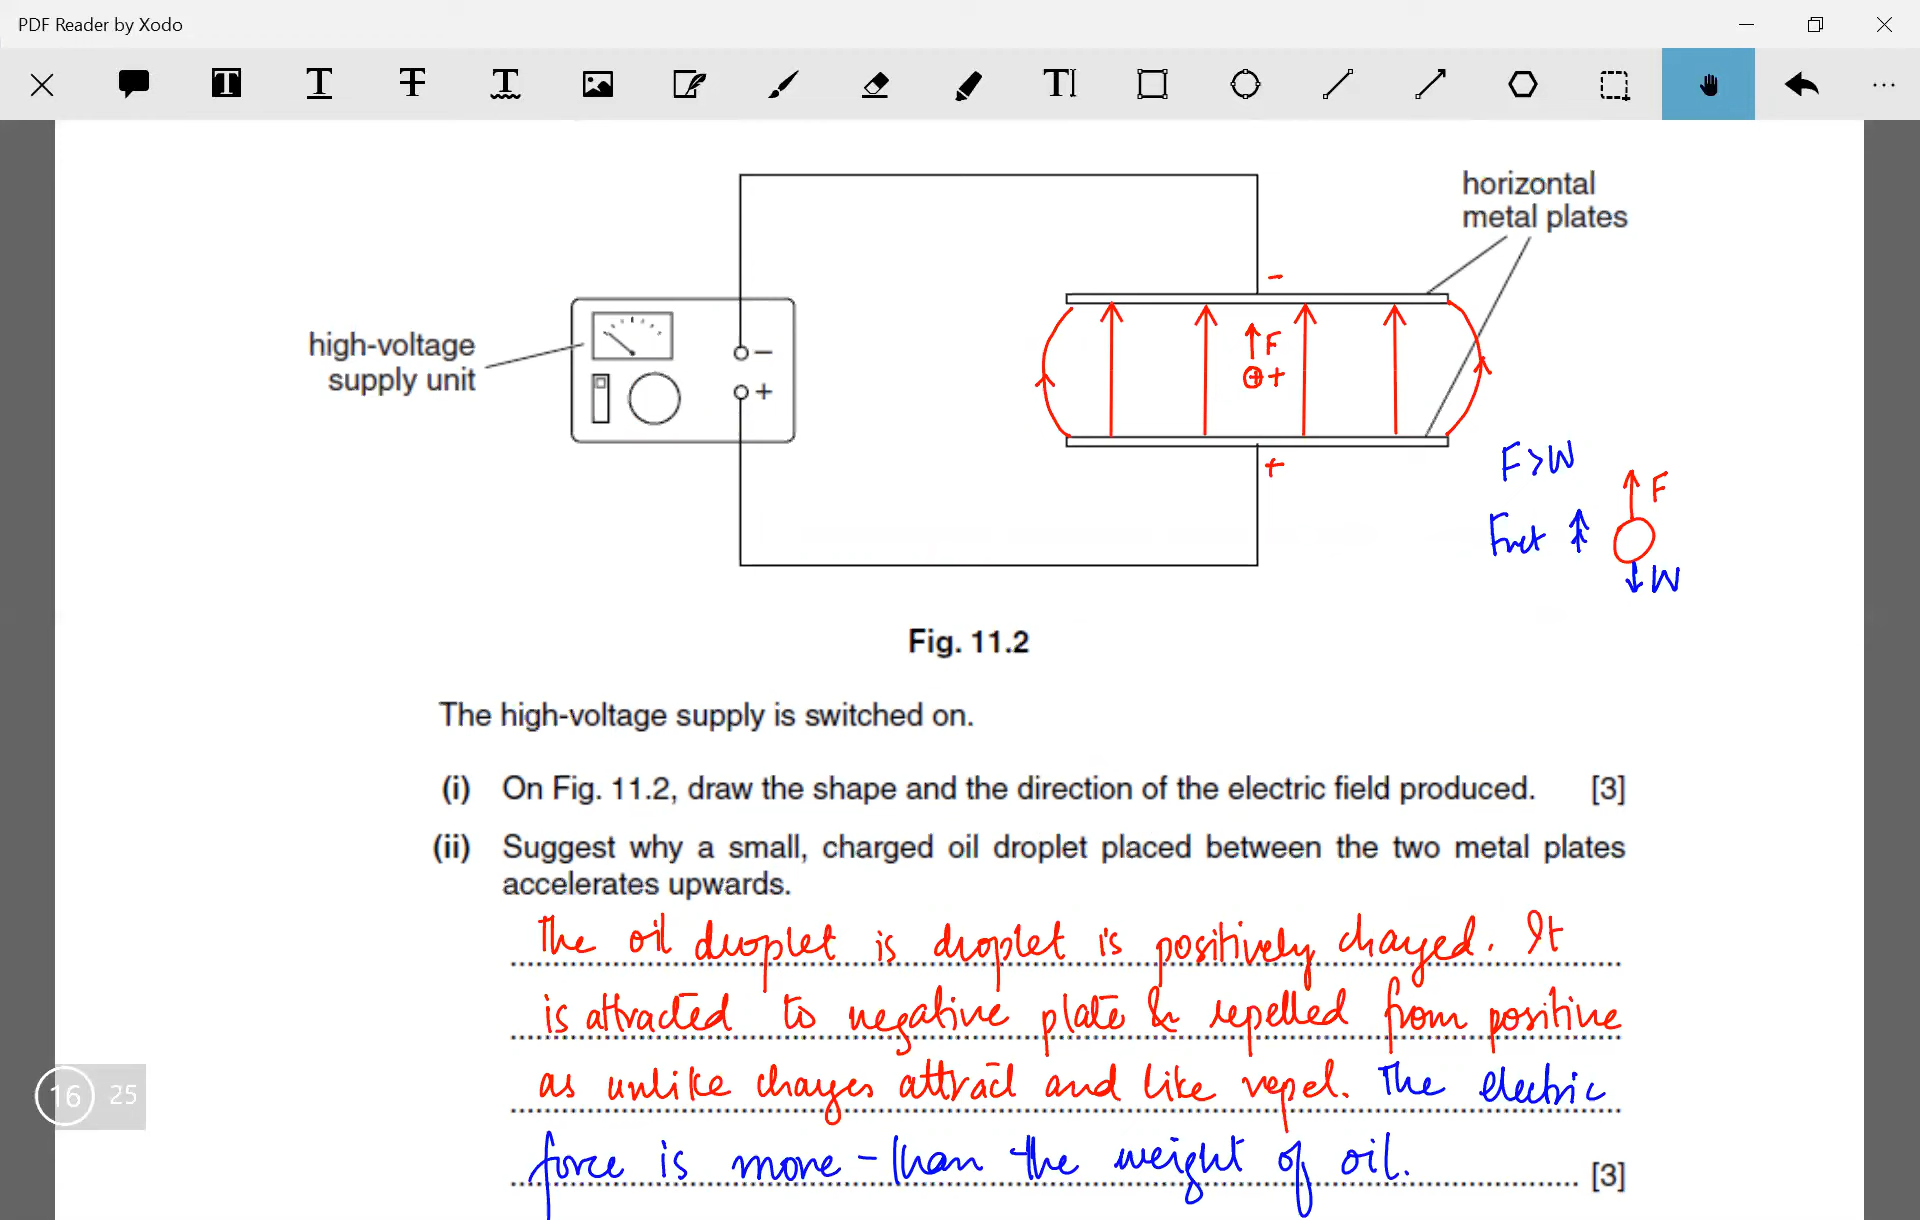 PDF Reader by Xodo
horizontal
metal plates
-
high-voltage
supply unit
−
+
F
+ +
+
F>W
F
Fnet
W
Fig. 11.2
The high-voltage supply is switched on.
(i) On Fig. 11.2, draw the shape and the direction of the electric field produced. [3]
(ii) Suggest why a small, charged oil droplet placed between the two metal plates
accelerates upwards.
The oil droplet is droplet is positively charged. It
is attracted to negative plate & repelled from positive
as unlike charges attract and like repel. The electric
force is more than the weight of oil.
[3]
16 25